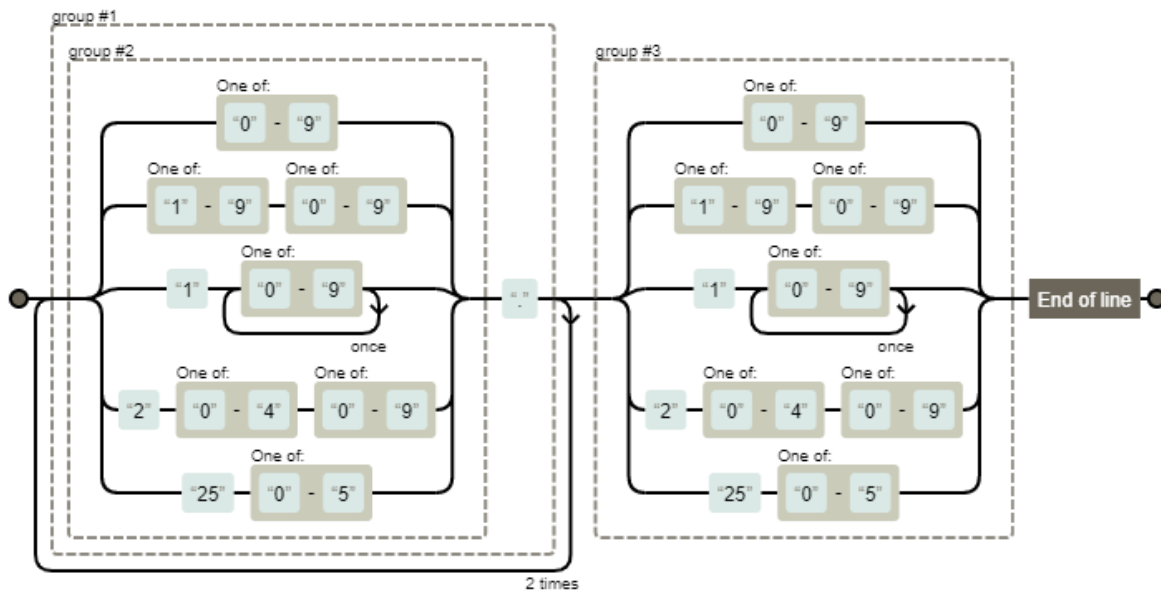 group #1
group #2
group #3
One of:
“0” - “9”
One of:
“0” - “9”
One of:
One of:
“1” - “9”
“0” - “9”
One of:
One of:
“1” - “9”
“0” - “9”
One of:
“1”
“0” - “9”
once
“.”
One of:
“1”
“0” - “9”
once
End of line
One of:
One of:
“2”
“0” - “4”
“0” - “9”
One of:
One of:
“2”
“0” - “4”
“0” - “9”
One of:
“25”
“0” - “5”
One of:
“25”
“0” - “5”
2 times